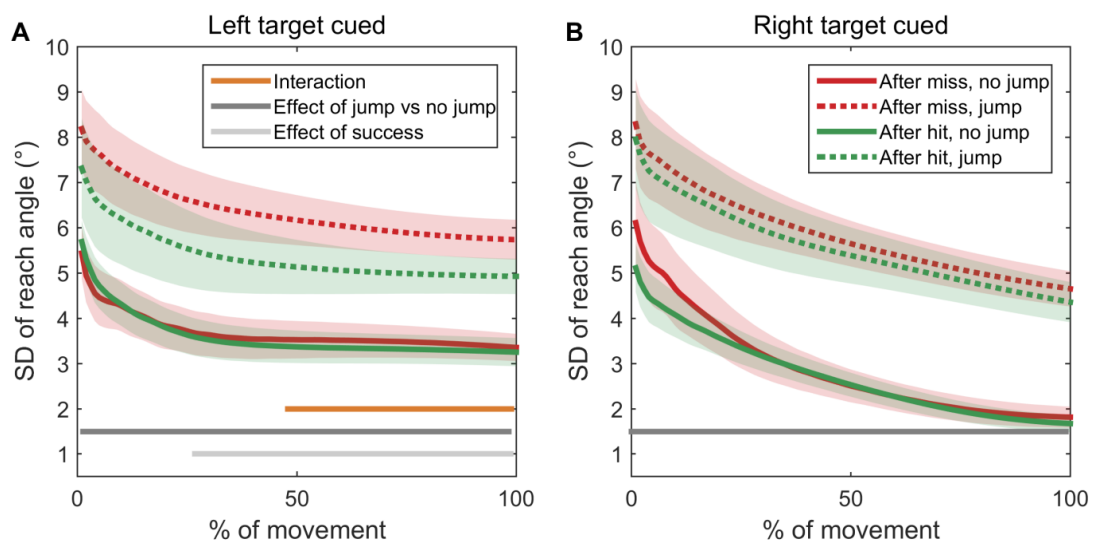 A
Left target cued
SD of reach angle (°)
10
9
8
7
6
5
4
3
2
1
Interaction
Effect of jump vs no jump
Effect of success
0
50
100
% of movement
B
Right target cued
SD of reach angle (°)
10
9
8
7
6
5
4
3
2
1
After miss, no jump
After miss, jump
After hit, no jump
After hit, jump
0
50
100
% of movement